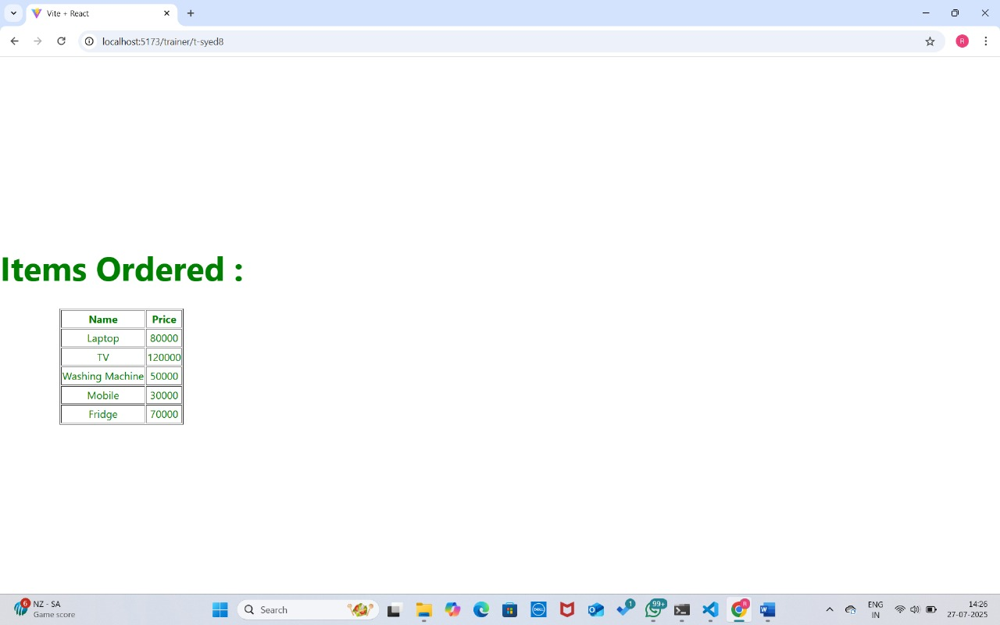 Vite + React
localhost:5173/trainer/t-syed8
R
Items Ordered :
Name Price
Laptop 80000
TV 120000
Washing Machine 50000
Mobile 30000
Fridge 70000
6
NZ - SA
Game score
Search
DELL
1
99+
R
W
ENG
IN
14:26
27-07-2025